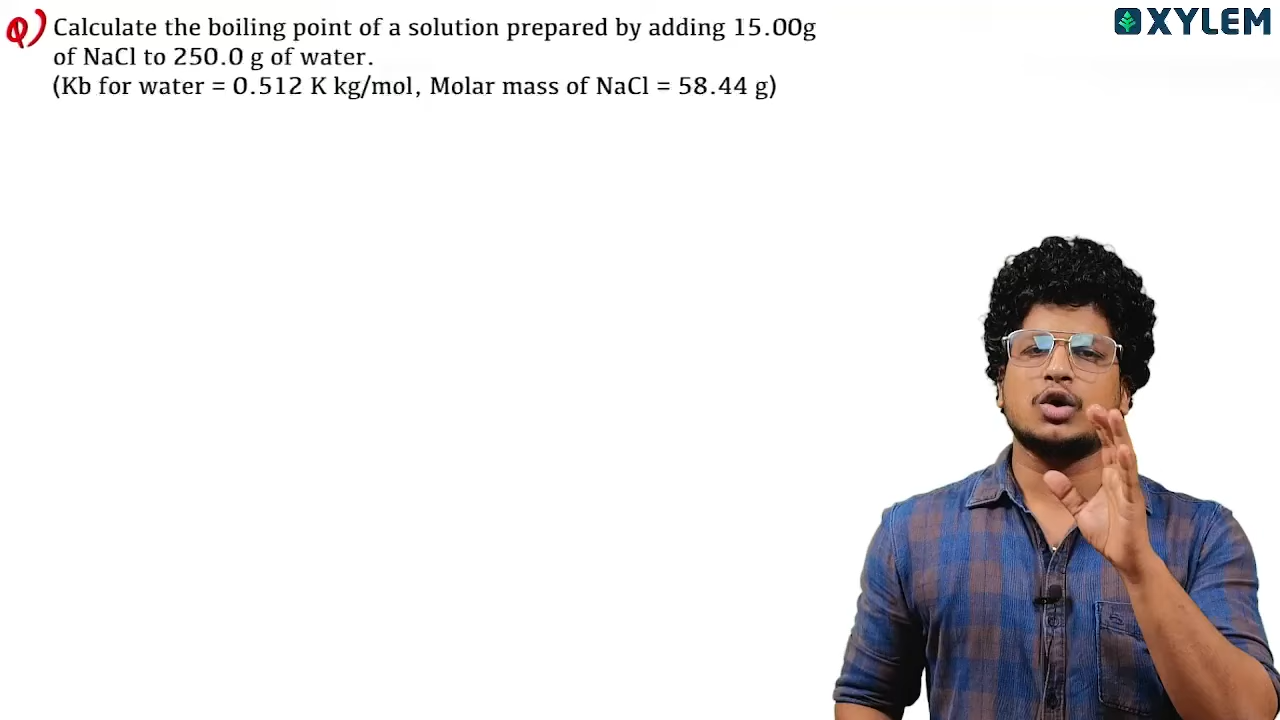 Q) Calculate the boiling point of a solution prepared by adding 15.00g
of NaCl to 250.0 g of water.
(Kb for water = 0.512 K kg/mol, Molar mass of NaCl = 58.44 g)
XYLEM